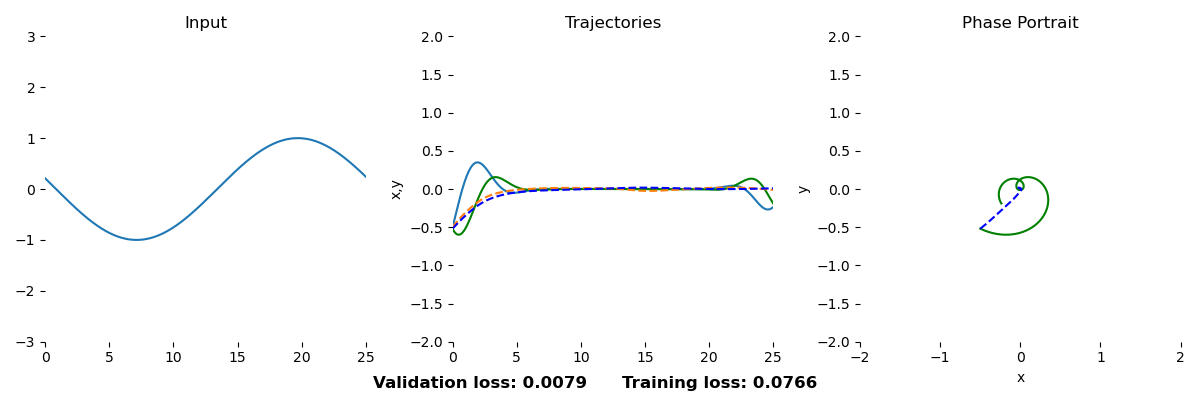 Input
3
2
1
0
−1
−2
−3
0 5 10 15 20 25
Trajectories
x,y
2.0
1.5
1.0
0.5
0.0
−0.5
−1.0
−1.5
−2.0
0 5 10 15 20 25
Phase Portrait
y
2.0
1.5
1.0
0.5
0.0
−0.5
−1.0
−1.5
−2.0
−2 −1 0 1 2
x
Validation loss: 0.0079 Training loss: 0.0766